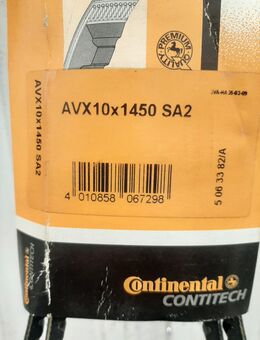 PREMIUM
QUALITY
AVX10x1450 SA2
AVX10x1450 SA2
4 010858 067298
5 06 33 82/A
Continental
CONTITECH